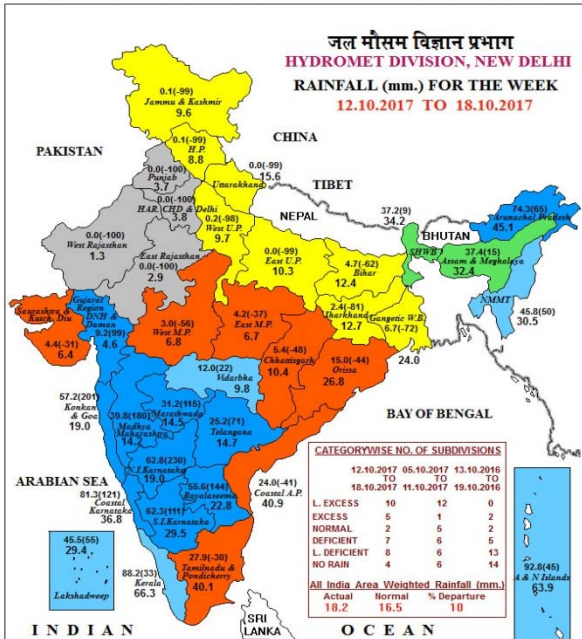 जल मौसम विज्ञान प्रभाग
HYDROMET DIVISION, NEW DELHI
RAINFALL (mm.) FOR THE WEEK
12.10.2017 TO 18.10.2017
0.1(-99)
Jammu & Kashmir
9.6
CHINA
PAKISTAN
0.1(-99)
H.P.
8.8
0.0(-100)
Punjab
3.7
0.0(-99)
15.6
Uttarakhand
TIBET
0.0(-100)
HAR. CHD & Delhi
3.8
0.2(-98)
West U.P.
9.7
NEPAL
37.2(9)
34.2
BHUTAN
74.3(65)
Arunachal Pradesh
45.1
0.0(-100)
West Rajasthan
1.3
East Rajasthan
0.0(-100)
2.9
0.0(-99)
East U.P.
10.3
4.7(-62)
Bihar
12.4
SHWB
37.4(15)
Assam & Meghalaya
32.4
NMMT
45.8(50)
30.5
Saurashtra &
Kutch, Diu
4.4(-31)
6.4
Gujarat
Region
DNH &
Daman
9.2(99)
4.6
3.0(-56)
West M.P.
6.8
4.2(-37)
East M.P.
6.7
2.4(-81)
Jharkhand
12.7
Gangetic W.B.
6.7(-72)
24.0
5.4(-48)
Chhattisgarh
10.4
15.0(-44)
Orissa
26.8
12.0(22)
Vidarbha
9.8
57.2(201)
Konkan
& Goa
19.0
39.8(180)
Madhya
Maharashtra
14.2
31.2(115)
Marathwada
14.5
25.2(71)
Telangana
14.7
BAY OF BENGAL
ARABIAN SEA
62.8(230)
N.I.Karnataka
19.0
55.6(144)
Rayalaseema
22.8
24.0(-41)
Coastal A.P.
40.9
81.3(121)
Coastal
Karnataka
36.8
62.3(111)
S.I.Karnataka
29.5
45.5(55)
29.4
Lakshadweep
88.2(33)
Kerala
66.3
27.9(-30)
Tamilnadu &
Pondicherry
40.1
92.8(45)
A & N Islands
63.9
CATEGORYWISE NO. OF SUBDIVISIONS
12.10.2017 05.10.2017 13.10.2016
TO TO TO
18.10.2017 11.10.2017 19.10.2016
L. EXCESS 10 12 0
EXCESS 5 1 2
NORMAL 2 5 2
DEFICIENT 7 6 5
L. DEFICIENT 8 6 13
NO RAIN 4 6 14
All India Area Weighted Rainfall (mm.)
Actual Normal % Departure
18.2 16.5 10
SRI
LANKA
INDIAN OCEAN